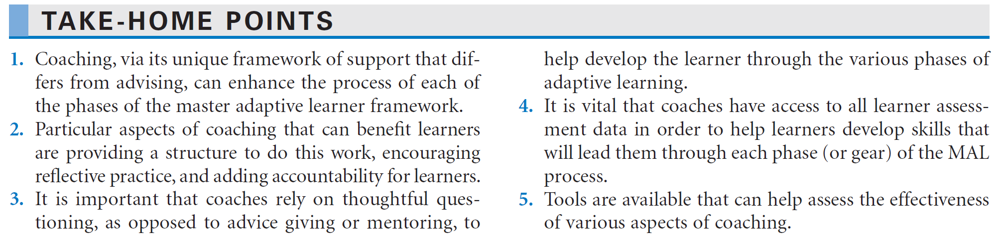 TAKE-HOME POINTS
1. Coaching, via its unique framework of support that dif-
fers from advising, can enhance the process of each of
the phases of the master adaptive learner framework.
2. Particular aspects of coaching that can benefit learners
are providing a structure to do this work, encouraging
reflective practice, and adding accountability for learners.
3. It is important that coaches rely on thoughtful ques-
tioning, as opposed to advice giving or mentoring, to
help develop the learner through the various phases of
adaptive learning.
4. It is vital that coaches have access to all learner assess-
ment data in order to help learners develop skills that
will lead them through each phase (or gear) of the MAL
process.
5. Tools are available that can help assess the effectiveness
of various aspects of coaching.